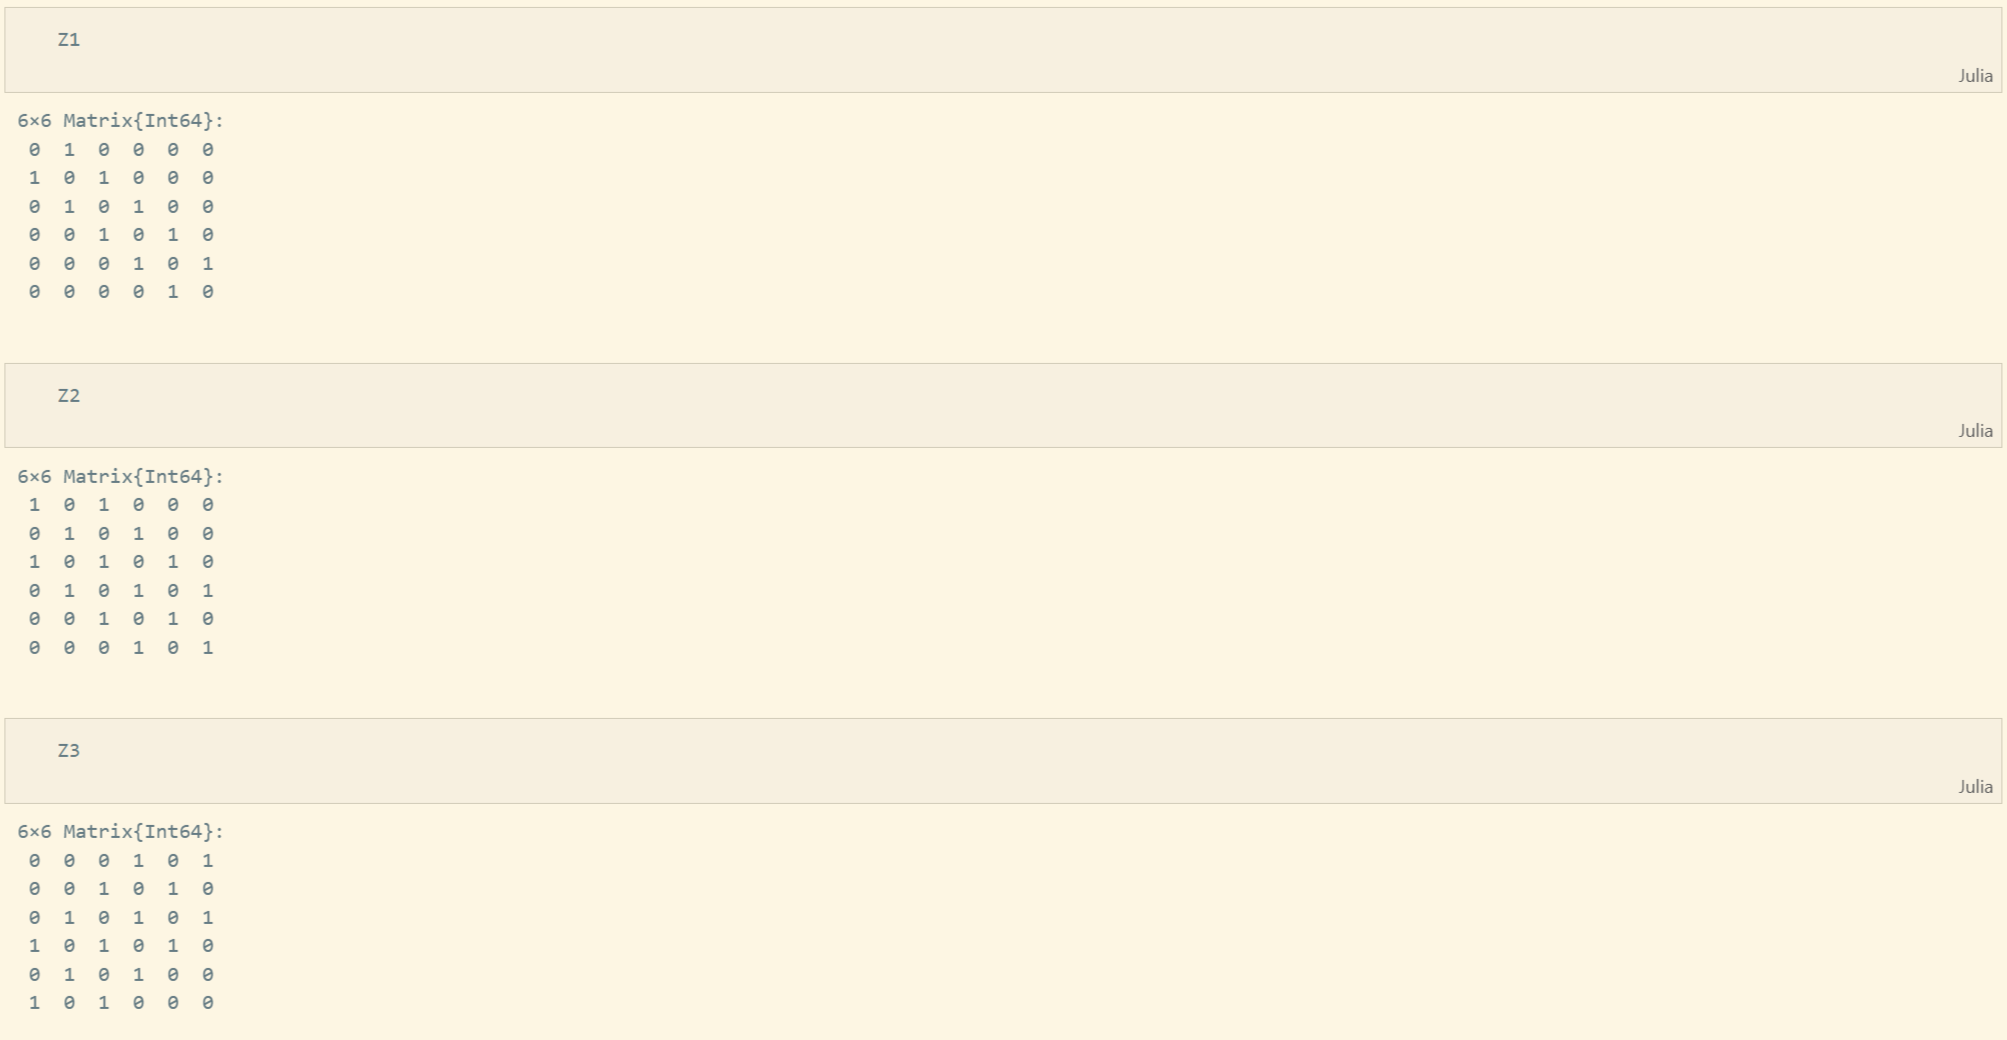 Z1
Julia
6×6 Matrix{Int64}:
0 1 0 0 0 0
1 0 1 0 0 0
0 1 0 1 0 0
0 0 1 0 1 0
0 0 0 1 0 1
0 0 0 0 1 0
Z2
Julia
6×6 Matrix{Int64}:
1 0 1 0 0 0
0 1 0 1 0 0
1 0 1 0 1 0
0 1 0 1 0 1
0 0 1 0 1 0
0 0 0 1 0 1
Z3
Julia
6×6 Matrix{Int64}:
0 0 0 1 0 1
0 0 1 0 1 0
0 1 0 1 0 1
1 0 1 0 1 0
0 1 0 1 0 0
1 0 1 0 0 0